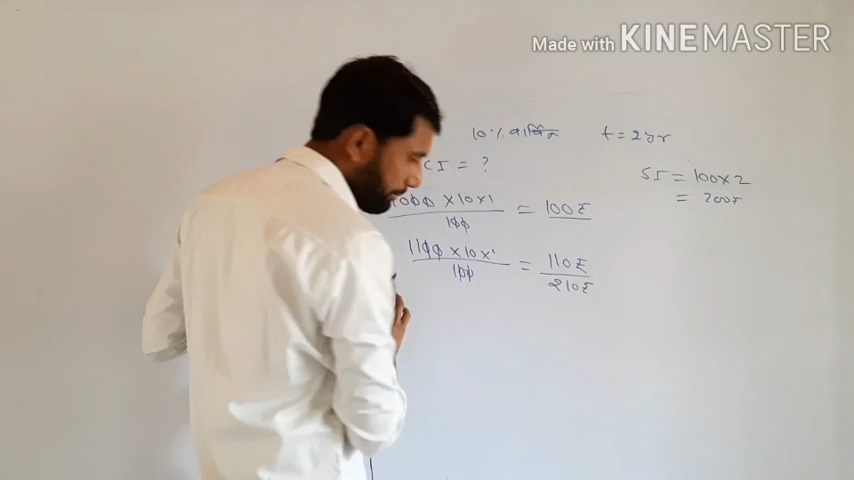 Made with KINEMASTER
10% वार्षिक t = 2yr
CI = ?
SI = 100×2
= 200₹
1000 × 10 × 1 = 100₹
100
1100 × 10 × 1 = 110₹
100 210₹